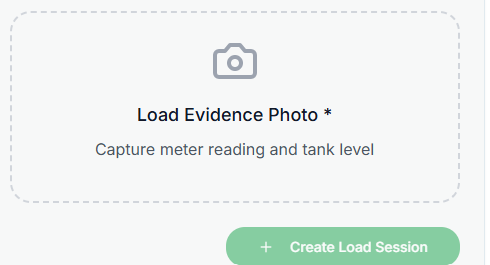 Load Evidence Photo *
Capture meter reading and tank level
+ Create Load Session